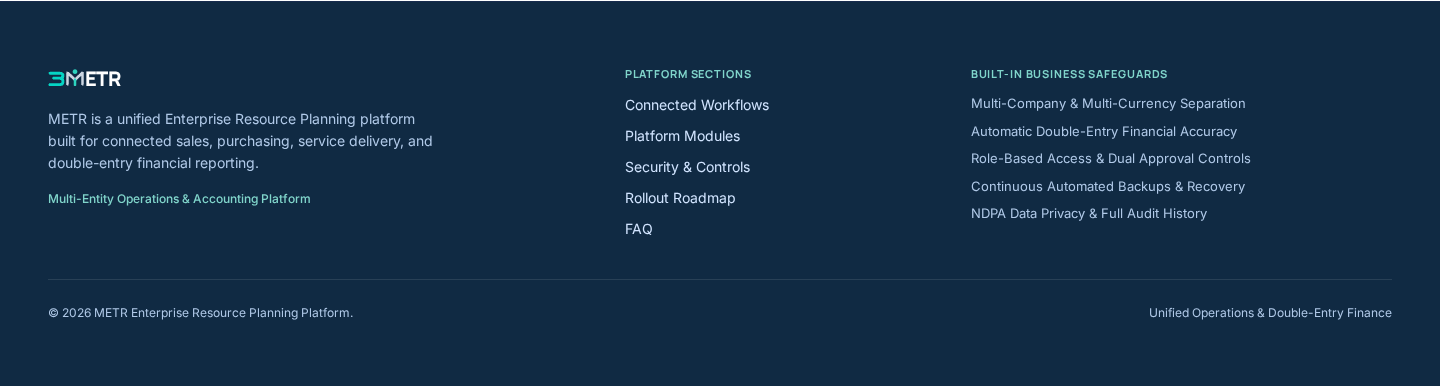 3METR
METR is a unified Enterprise Resource Planning platform
built for connected sales, purchasing, service delivery, and
double-entry financial reporting.
Multi-Entity Operations & Accounting Platform
PLATFORM SECTIONS
Connected Workflows
Platform Modules
Security & Controls
Rollout Roadmap
FAQ
BUILT-IN BUSINESS SAFEGUARDS
Multi-Company & Multi-Currency Separation
Automatic Double-Entry Financial Accuracy
Role-Based Access & Dual Approval Controls
Continuous Automated Backups & Recovery
NDPA Data Privacy & Full Audit History
© 2026 METR Enterprise Resource Planning Platform.
Unified Operations & Double-Entry Finance